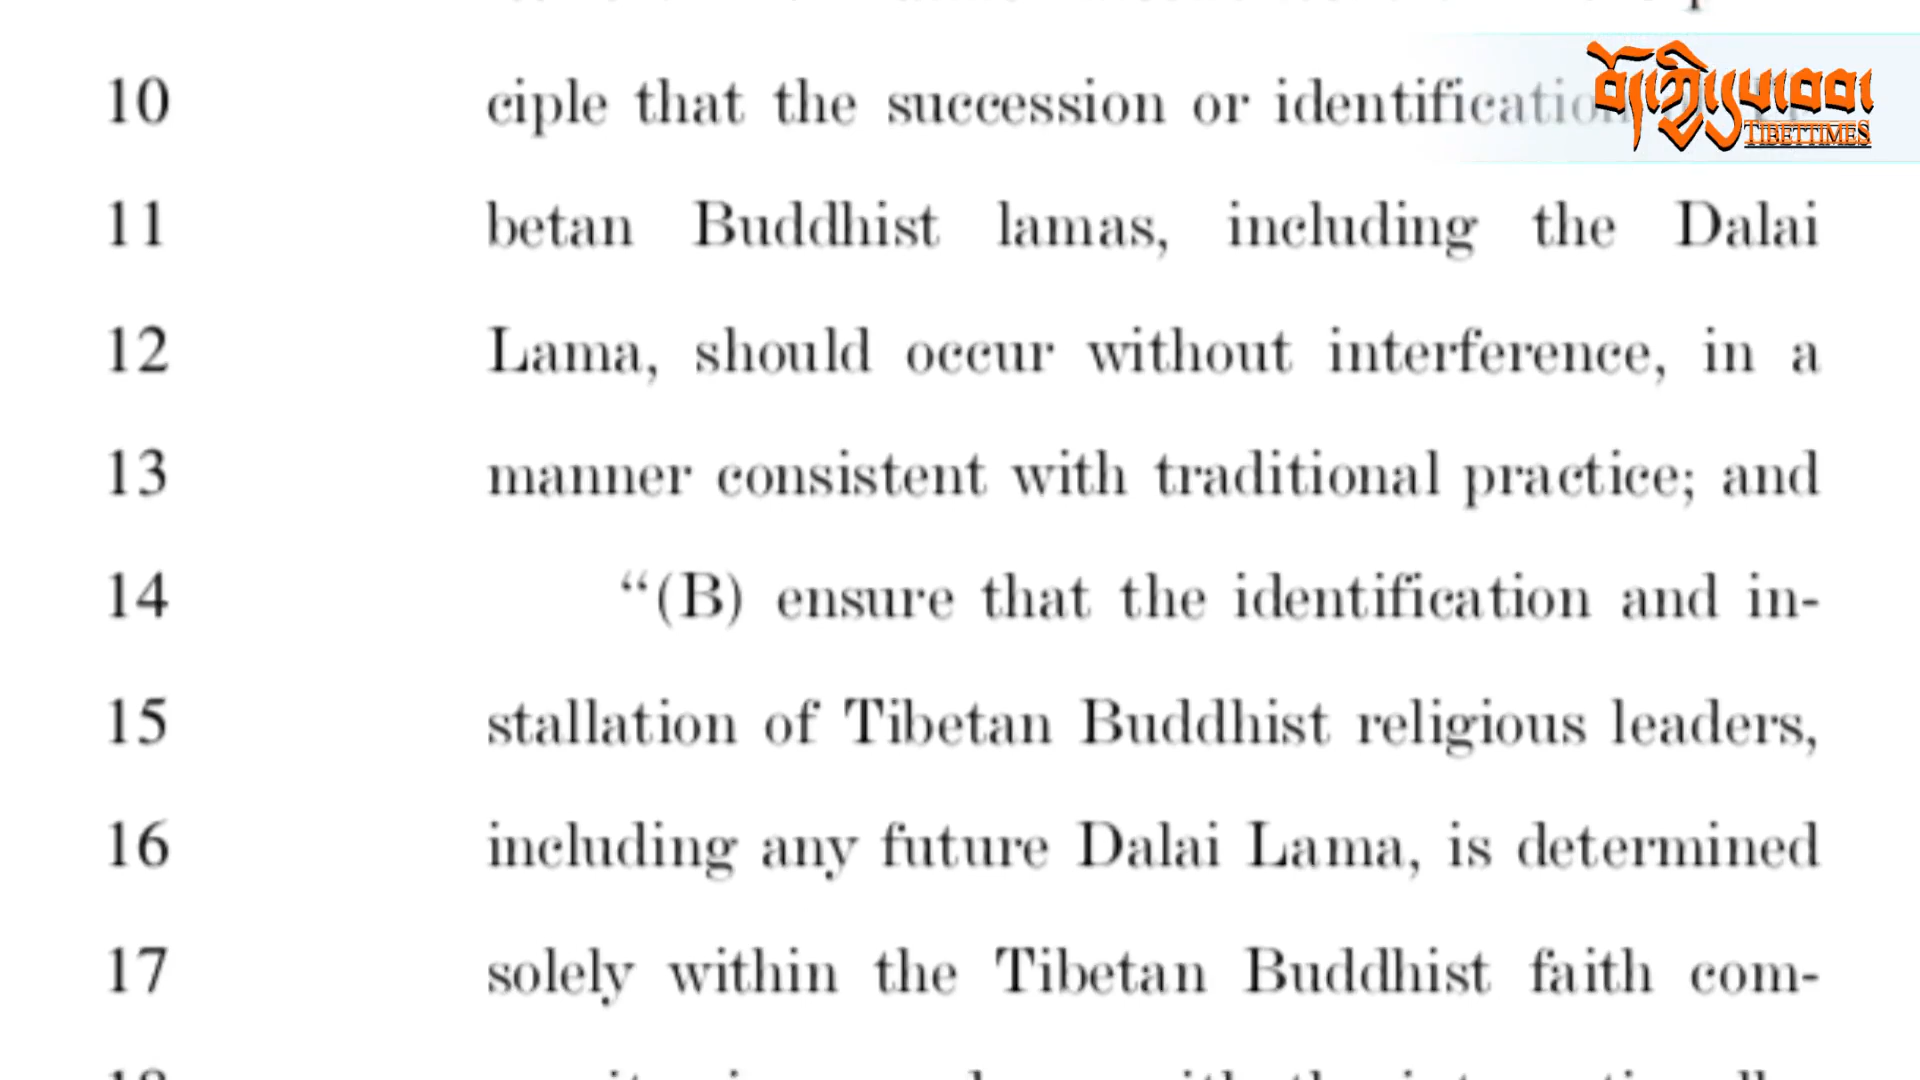 10 ciple that the succession or identification
11 betan Buddhist lamas, including the Dalai
12 Lama, should occur without interference, in a
13 manner consistent with traditional practice; and
14 “(B) ensure that the identification and in-
15 stallation of Tibetan Buddhist religious leaders,
16 including any future Dalai Lama, is determined
17 solely within the Tibetan Buddhist faith com-
བོད་ཀྱི་དུས་བབ།
TIBETTIMES